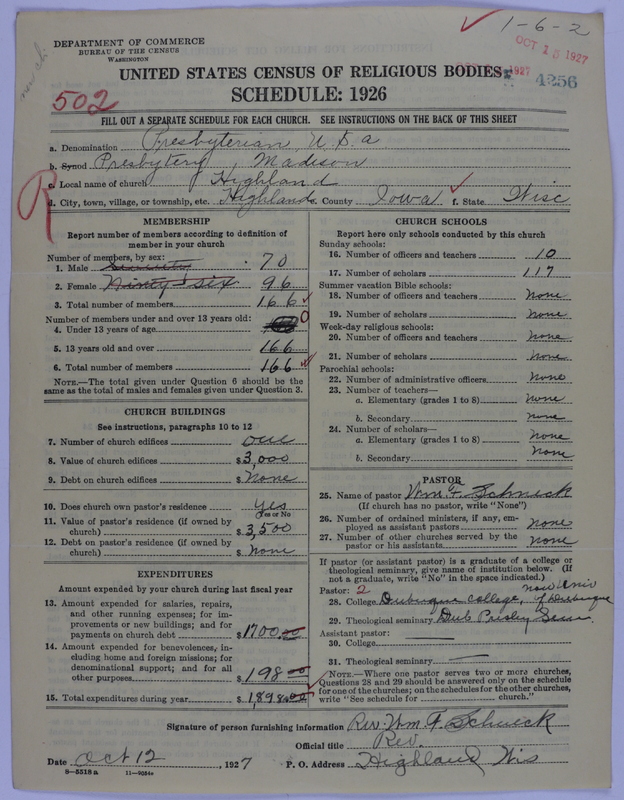 1-6-2
DEPARTMENT OF COMMERCE
BUREAU OF THE CENSUS
WASHINGTON
OCT 15 1927
UNITED STATES CENSUS OF RELIGIOUS BODIES:
1927 4256
SCHEDULE: 1926
502
FILL OUT A SEPARATE SCHEDULE FOR EACH CHURCH. SEE INSTRUCTIONS ON THE BACK OF THIS SHEET
a. Denomination Presbyterian, U.S.a
b. Synod Presbytery, Madison
c. Local name of church Highland
R
d. City, town, village, or township, etc. Highland e. County Iowa f. State Wisc
MEMBERSHIP
Report number of members according to definition of
member in your church
Number of members, by sex:
1. Male 70
2. Female Ninety-six 96
3. Total number of members 166
Number of members under and over 13 years old:
4. Under 13 years of age 0
5. 13 years old and over 166
6. Total number of members 166
NOTE.—The total given under Question 6 should be the
same as the total of males and females given under Question 3.
CHURCH BUILDINGS
See instructions, paragraphs 10 to 12
7. Number of church edifices one
8. Value of church edifices $3,000
9. Debt on church edifices $None
10. Does church own pastor's residence Yes
Yes or No
11. Value of pastor's residence (if owned by
church) $3,500
12. Debt on pastor's residence (if owned by
church) $None
EXPENDITURES
Amount expended by your church during last fiscal year
13. Amount expended for salaries, repairs,
and other running expenses; for im-
provements or new buildings; and for
payments on church debt $1700.00
14. Amount expended for benevolences, in-
cluding home and foreign missions; for
denominational support; and for all
other purposes 198.00
15. Total expenditures during year $1,898.00
CHURCH SCHOOLS
Report here only schools conducted by this church
Sunday schools:
16. Number of officers and teachers 10
17. Number of scholars 117
Summer vacation Bible schools:
18. Number of officers and teachers None
19. Number of scholars None
Week-day religious schools:
20. Number of officers and teachers None
21. Number of scholars None
Parochial schools:
22. Number of administrative officers None
23. Number of teachers—
a. Elementary (grades 1 to 8) None
b. Secondary None
24. Number of scholars—
a. Elementary (grades 1 to 8) None
b. Secondary None
PASTOR
25. Name of pastor Wm. F. Schuick
(If church has no pastor, write "None")
26. Number of ordained ministers, if any, em-
ployed as assistant pastors None
27. Number of other churches served by the
pastor or his assistants None
If pastor (or assistant pastor) is a graduate of a college or
theological seminary, give name of institution below. (If
not a graduate, write "No" in the space indicated.)
Pastor: 2 now Univ
28. College Dubuque College, of Dubuque
29. Theological seminary Dub Presby Sem.
Assistant pastor:
30. College
31. Theological seminary
NOTE.—Where one pastor serves two or more churches,
Questions 28 and 29 should be answered only on the schedule
for one of the churches; on the schedules for the other churches,
write "See schedule for church."
Signature of person furnishing information Rev. Wm. F. Schuick
Official title Rev.
Date Oct 12, 1927 P. O. Address Highland Wis
8—5518 a 11—9054